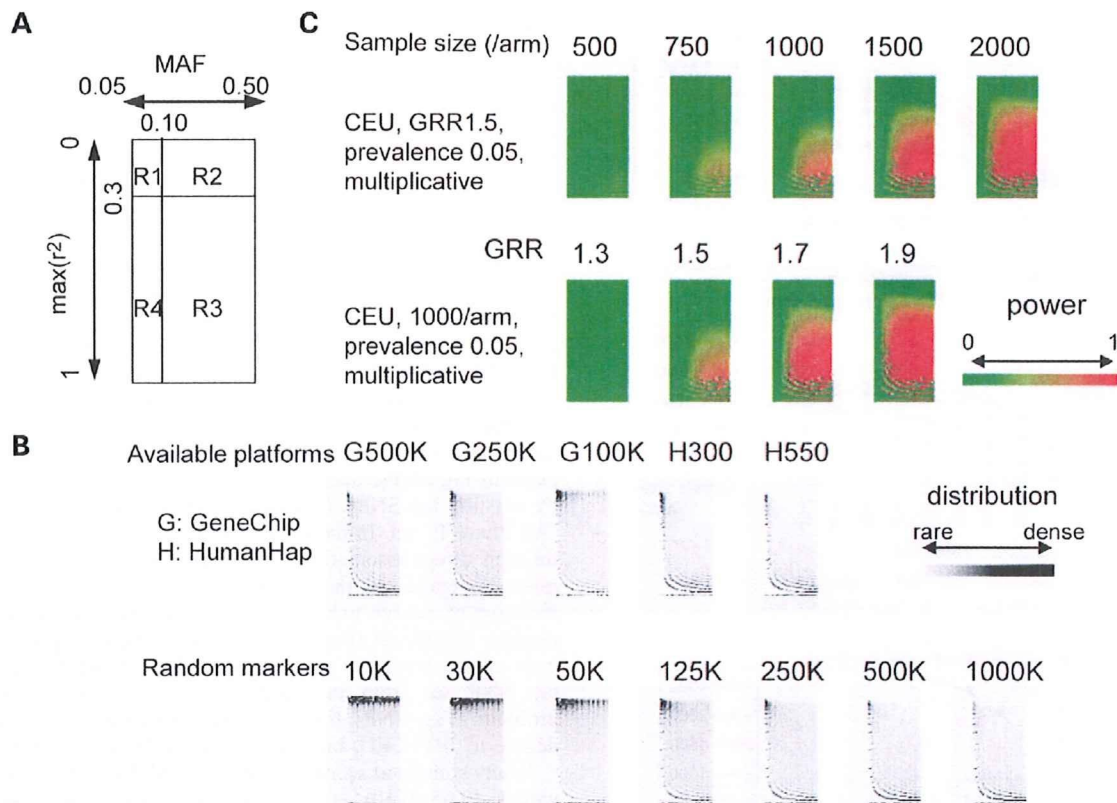 A
MAF
0.05 0.50
0.10
0
R1 R2
0.3
max(r²)
R4 R3
1
C
Sample size (/arm) 500 750 1000 1500 2000
CEU, GRR1.5,
prevalence 0.05,
multiplicative
GRR 1.3 1.5 1.7 1.9
CEU, 1000/arm,
prevalence 0.05,
multiplicative
power
0 1
B
Available platforms G500K G250K G100K H300 H550
G: GeneChip
H: HumanHap
distribution
rare dense
Random markers 10K 30K 50K 125K 250K 500K 1000K